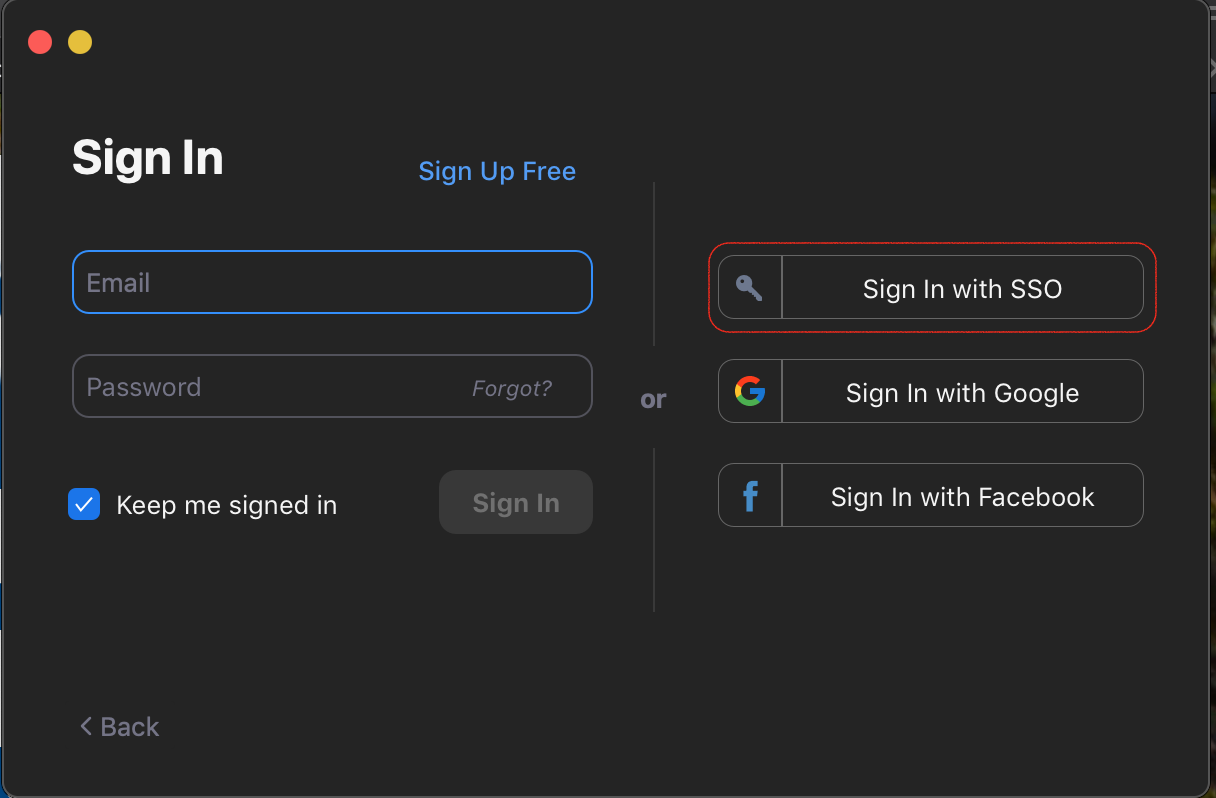 Sign In
Sign Up Free
Email
Password
Forgot?
Keep me signed in
Sign In
or
Sign In with SSO
Sign In with Google
Sign In with Facebook
Back